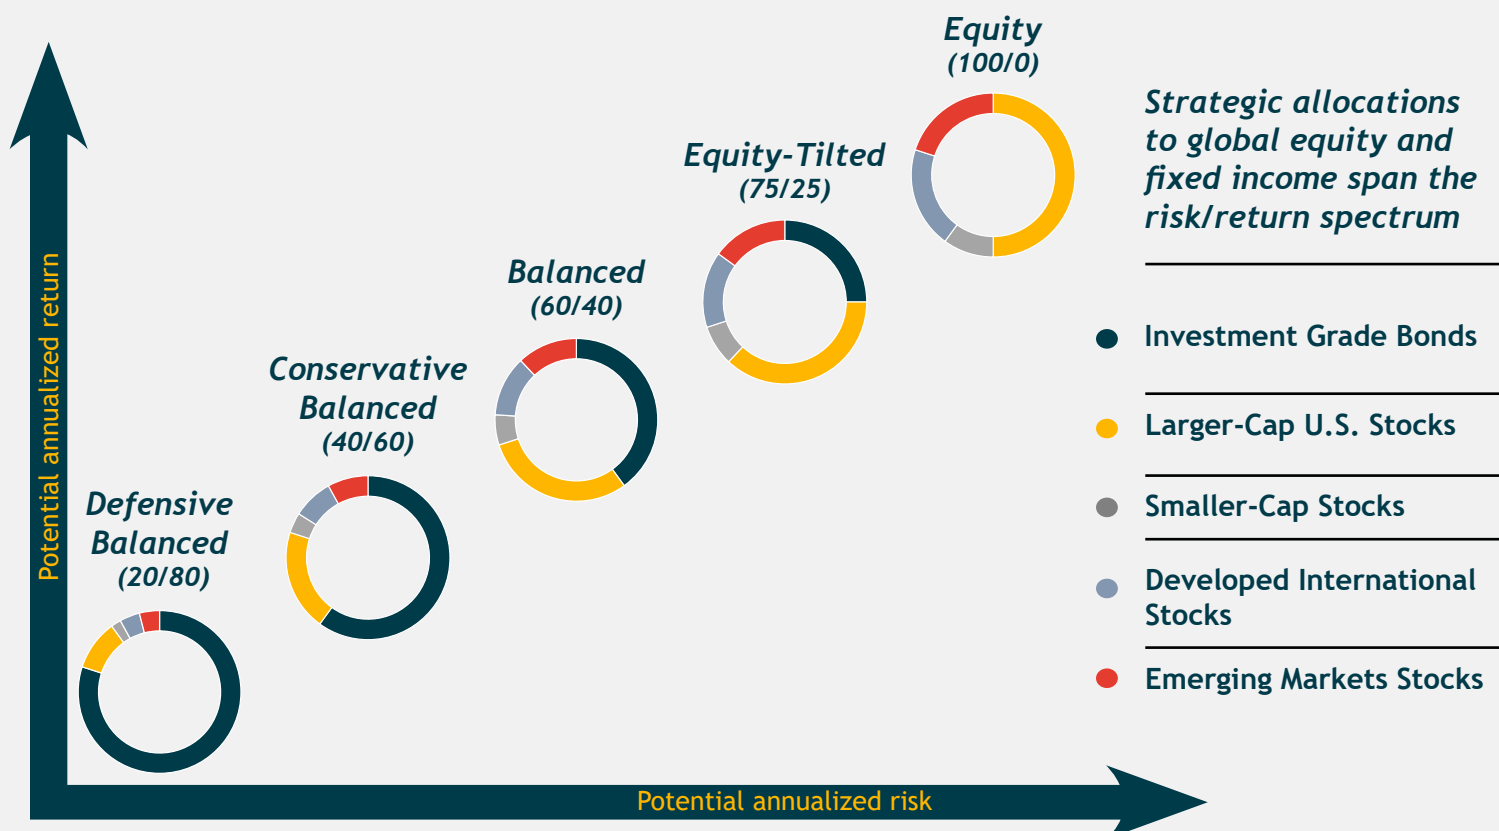 Equity
(100/0)
Strategic allocations
to global equity and
fixed income span the
risk/return spectrum
Equity-Tilted
(75/25)
Balanced
(60/40)
Conservative
Balanced
(40/60)
Defensive
Balanced
(20/80)
Potential annualized return
Investment Grade Bonds
Larger-Cap U.S. Stocks
Smaller-Cap Stocks
Developed International
Stocks
Emerging Markets Stocks
Potential annualized risk